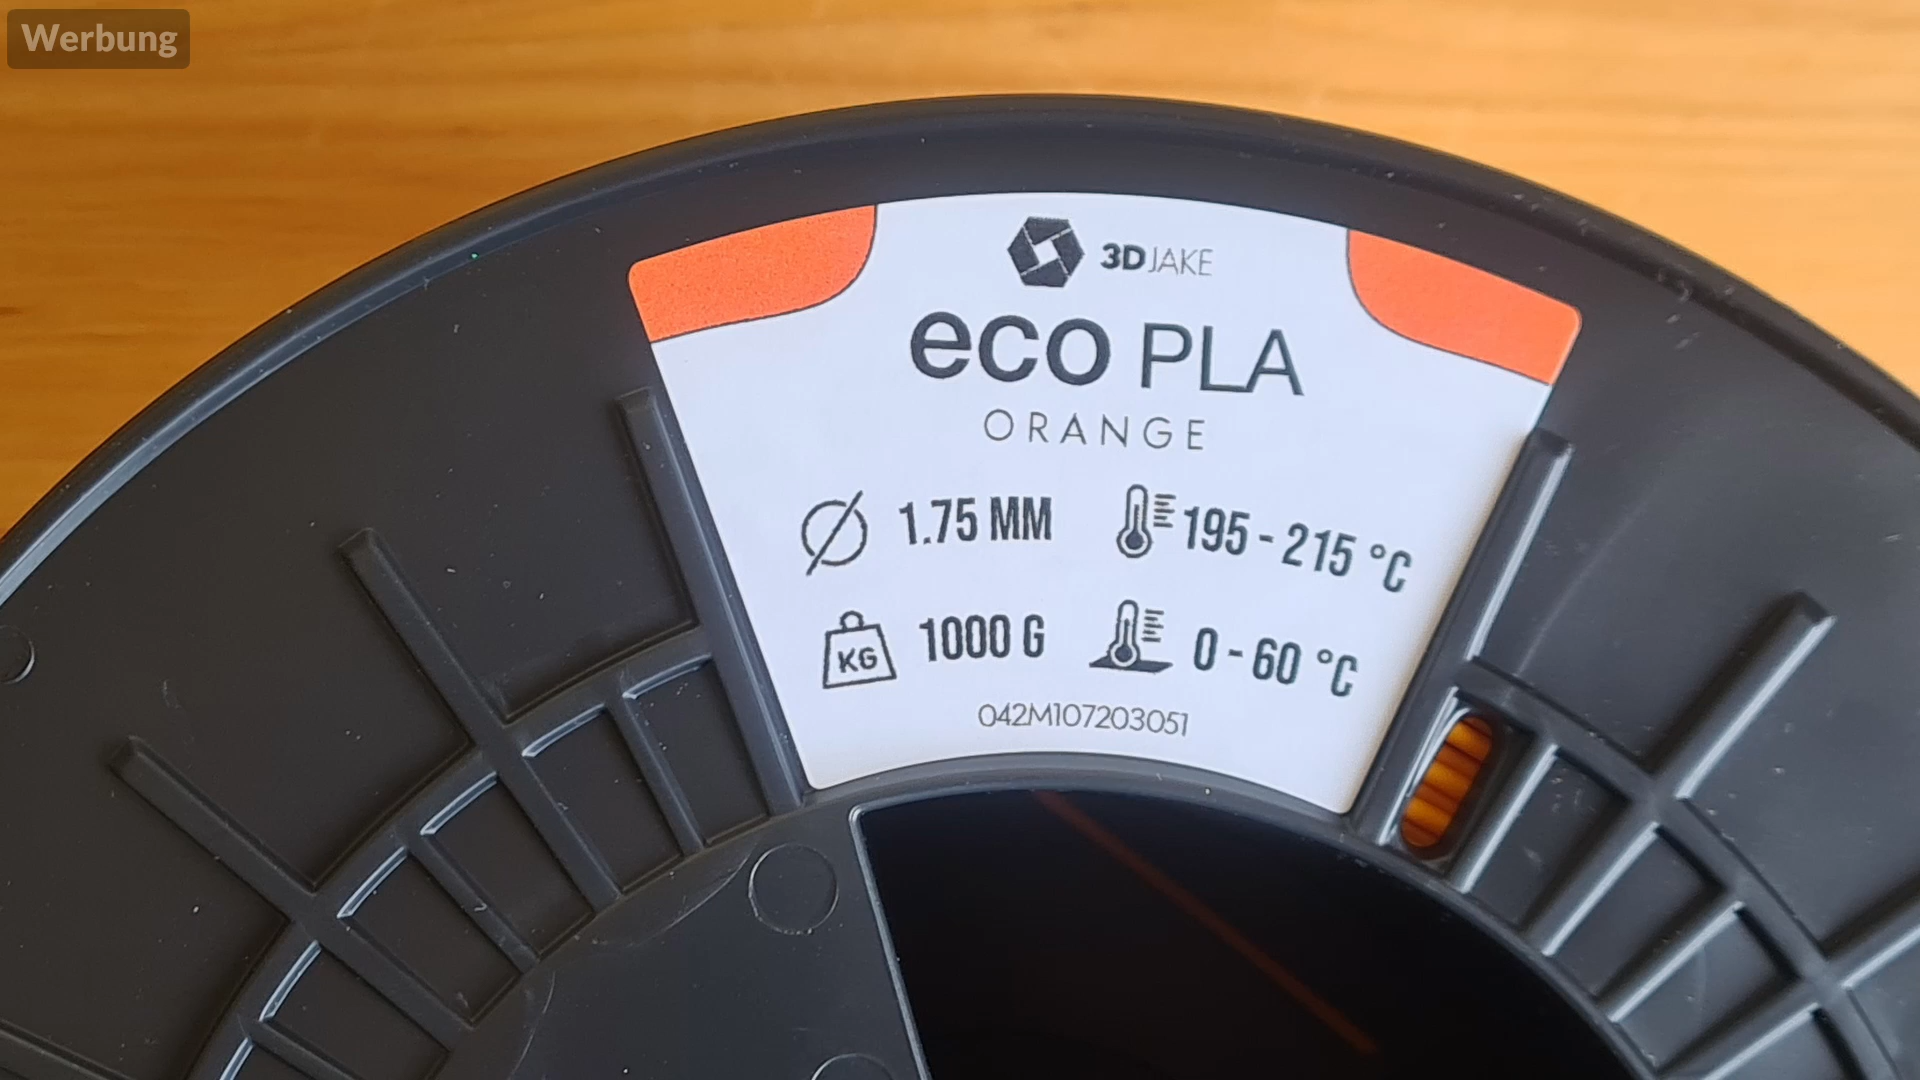 Werbung
3DJAKE
eco PLA
ORANGE
1.75 MM 195 - 215 °C
KG 1000 G 0 - 60 °C
042M107203051